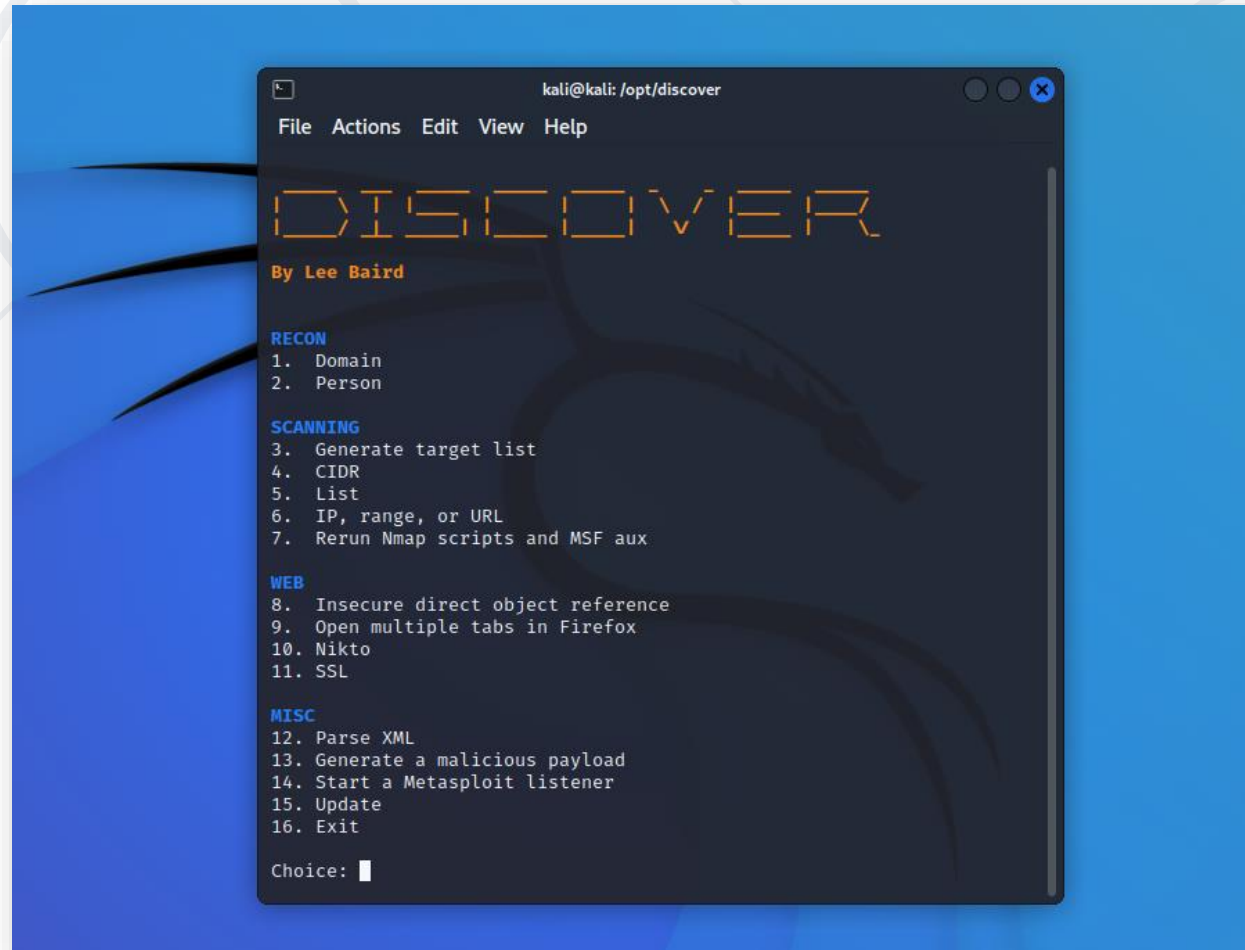 kali@kali: /opt/discover
File Actions Edit View Help
DISCOVER
By Lee Baird
RECON
1. Domain
2. Person
SCANNING
3. Generate target list
4. CIDR
5. List
6. IP, range, or URL
7. Rerun Nmap scripts and MSF aux
WEB
8. Insecure direct object reference
9. Open multiple tabs in Firefox
10. Nikto
11. SSL
MISC
12. Parse XML
13. Generate a malicious payload
14. Start a Metasploit listener
15. Update
16. Exit
Choice: